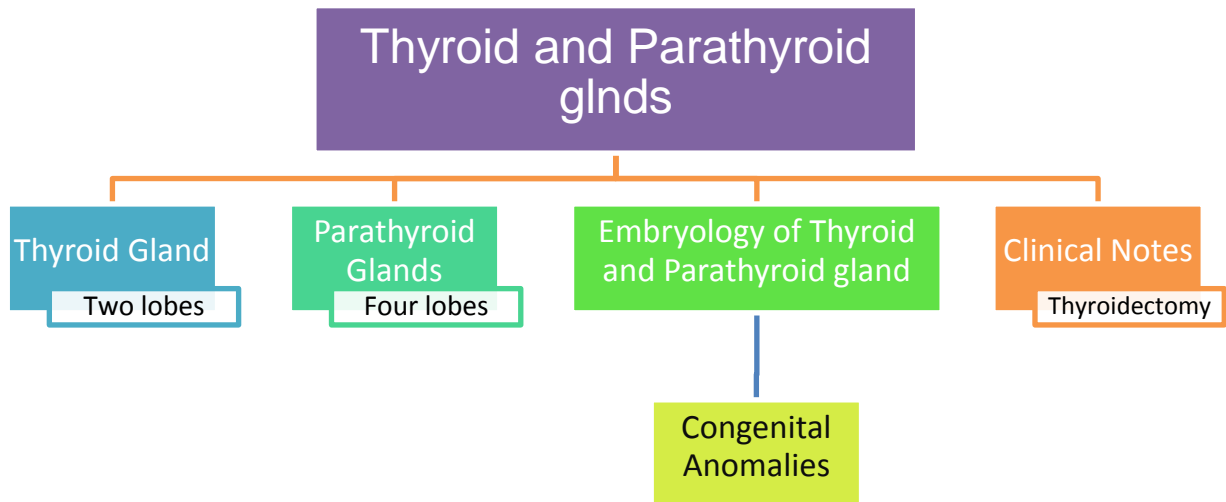 Thyroid and Parathyroid
glnds
Thyroid Gland
Two lobes
Parathyroid
Glands
Four lobes
Embryology of Thyroid
and Parathyroid gland
Clinical Notes
Thyroidectomy
Congenital
Anomalies